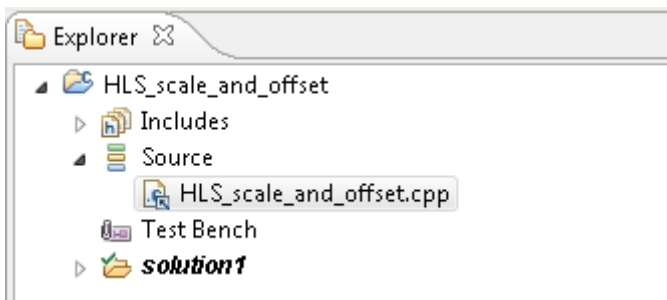 Explorer
HLS_scale_and_offset
Includes
Source
HLS_scale_and_offset.cpp
Test Bench
solution1